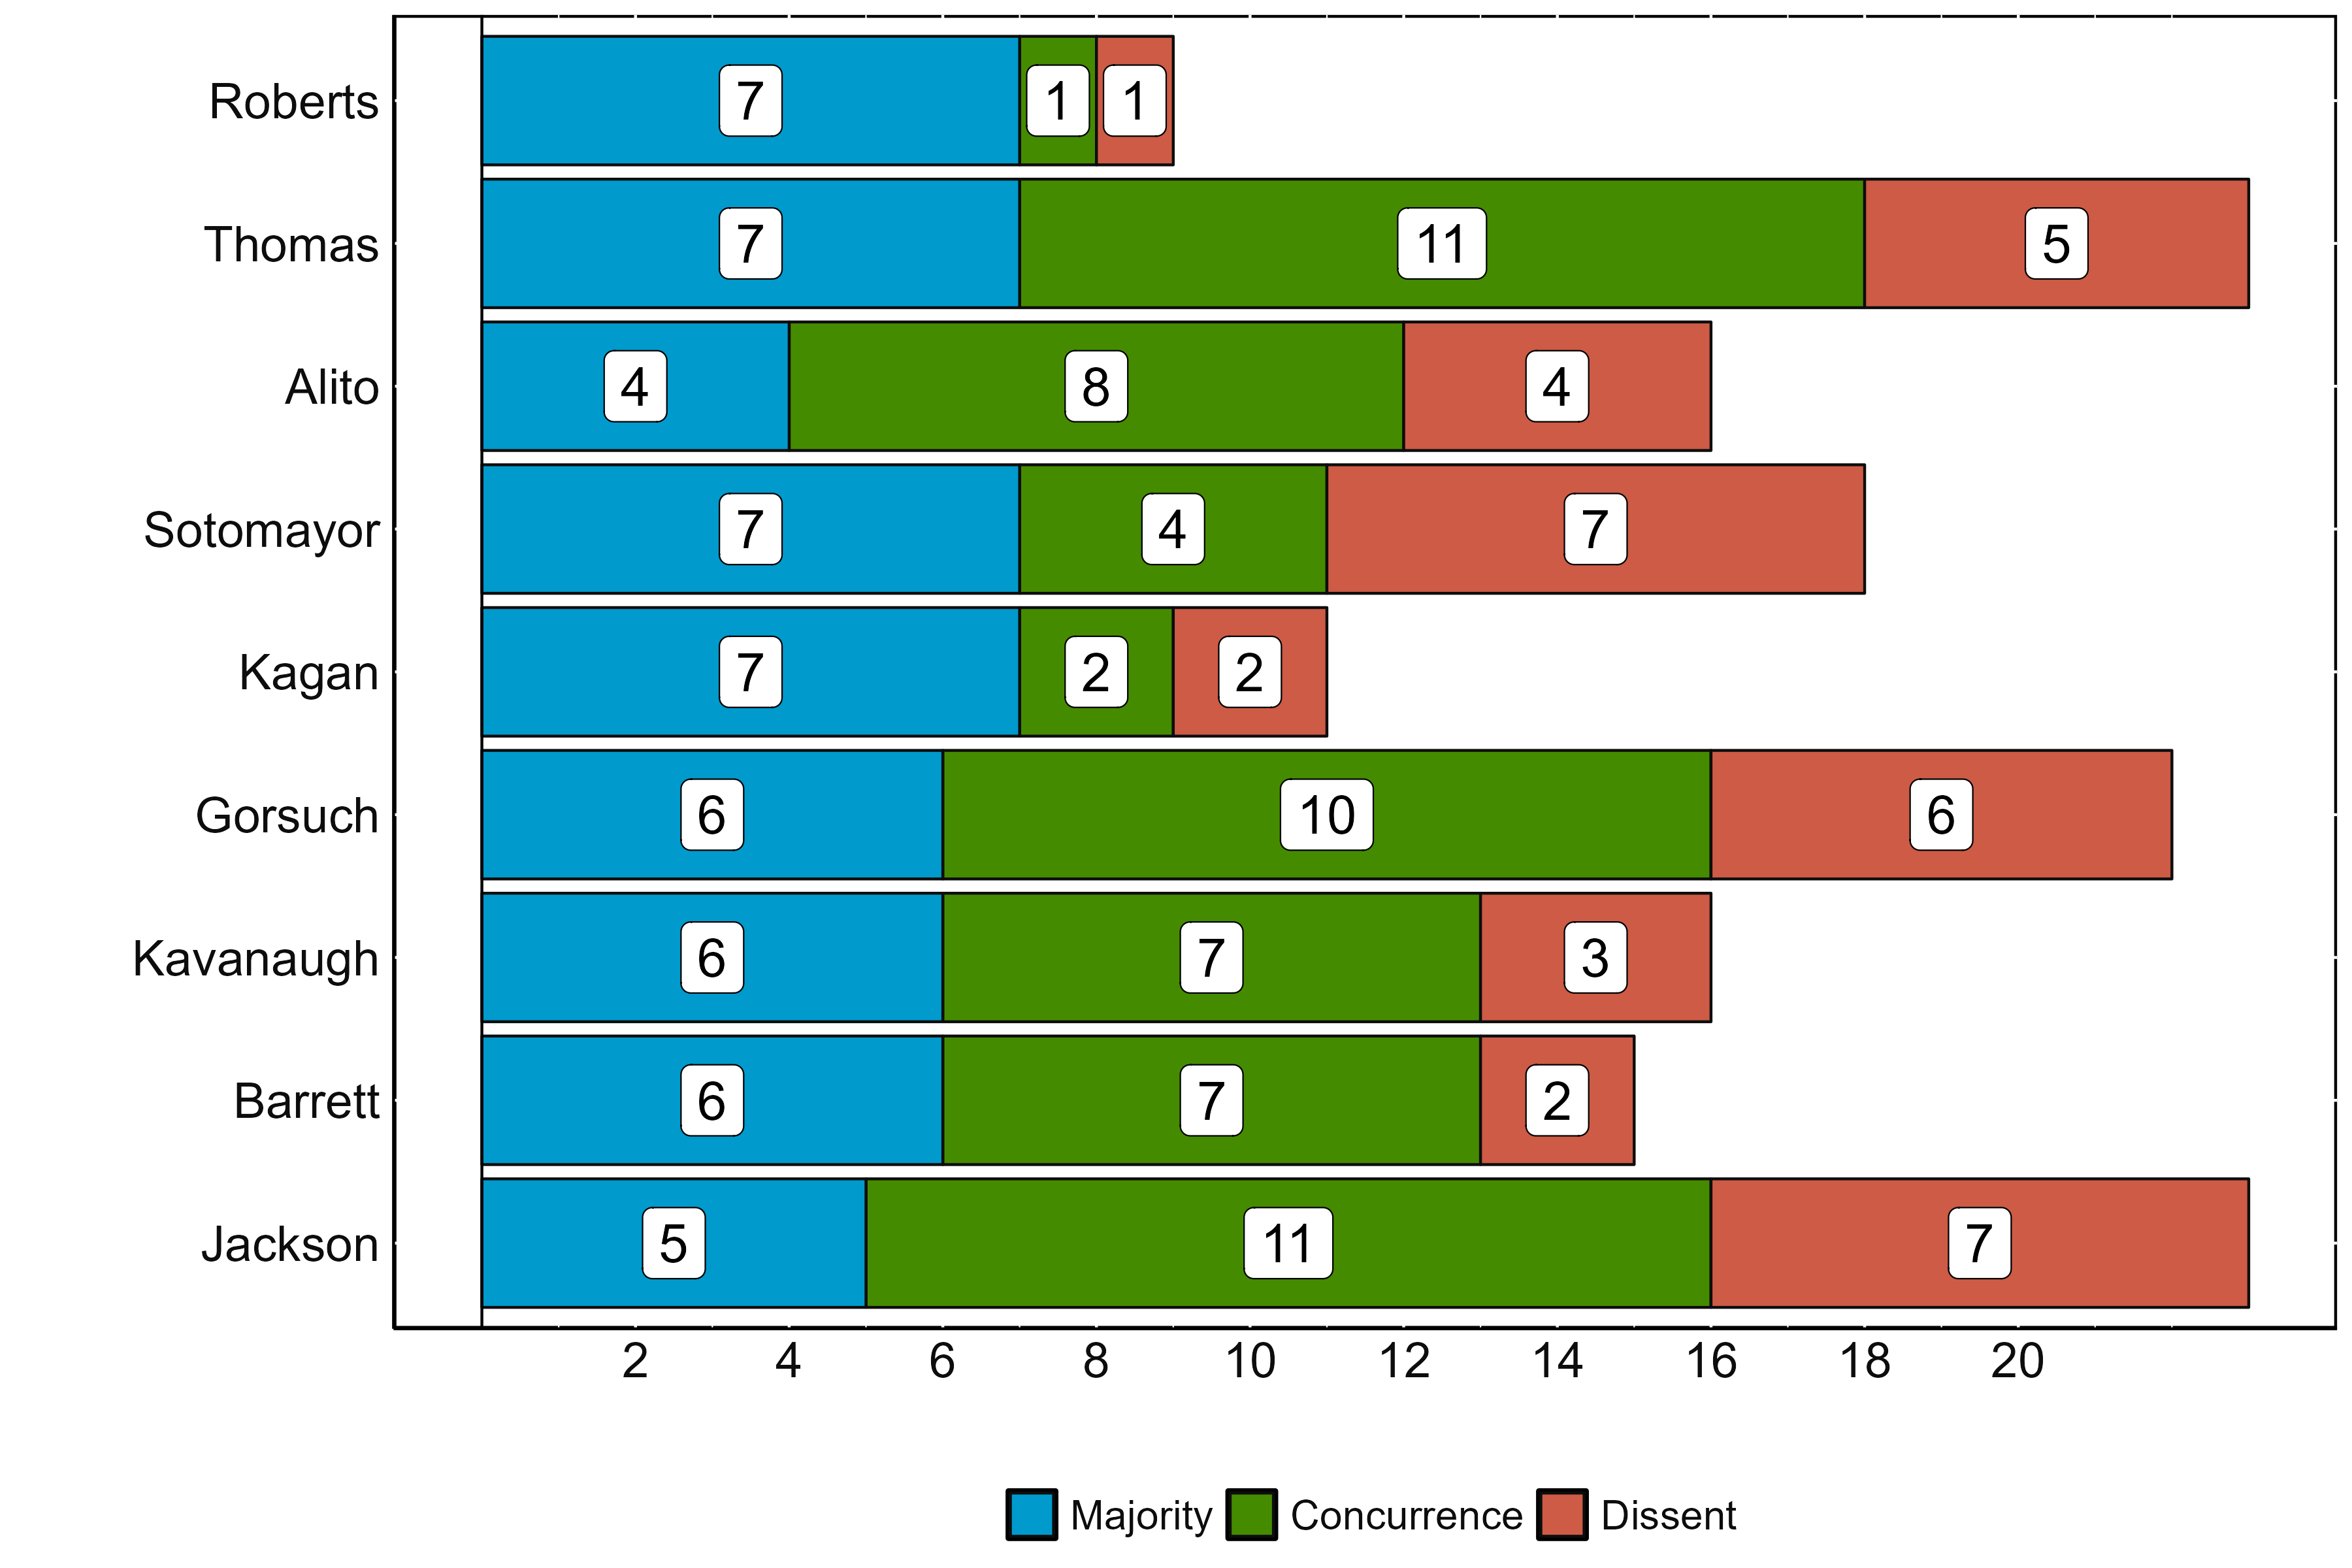 Roberts 7 1 1
Thomas 7 11 5
Alito 4 8 4
Sotomayor 7 4 7
Kagan 7 2 2
Gorsuch 6 10 6
Kavanaugh 6 7 3
Barrett 6 7 2
Jackson 5 11 7
2 4 6 8 10 12 14 16 18 20
Majority Concurrence Dissent